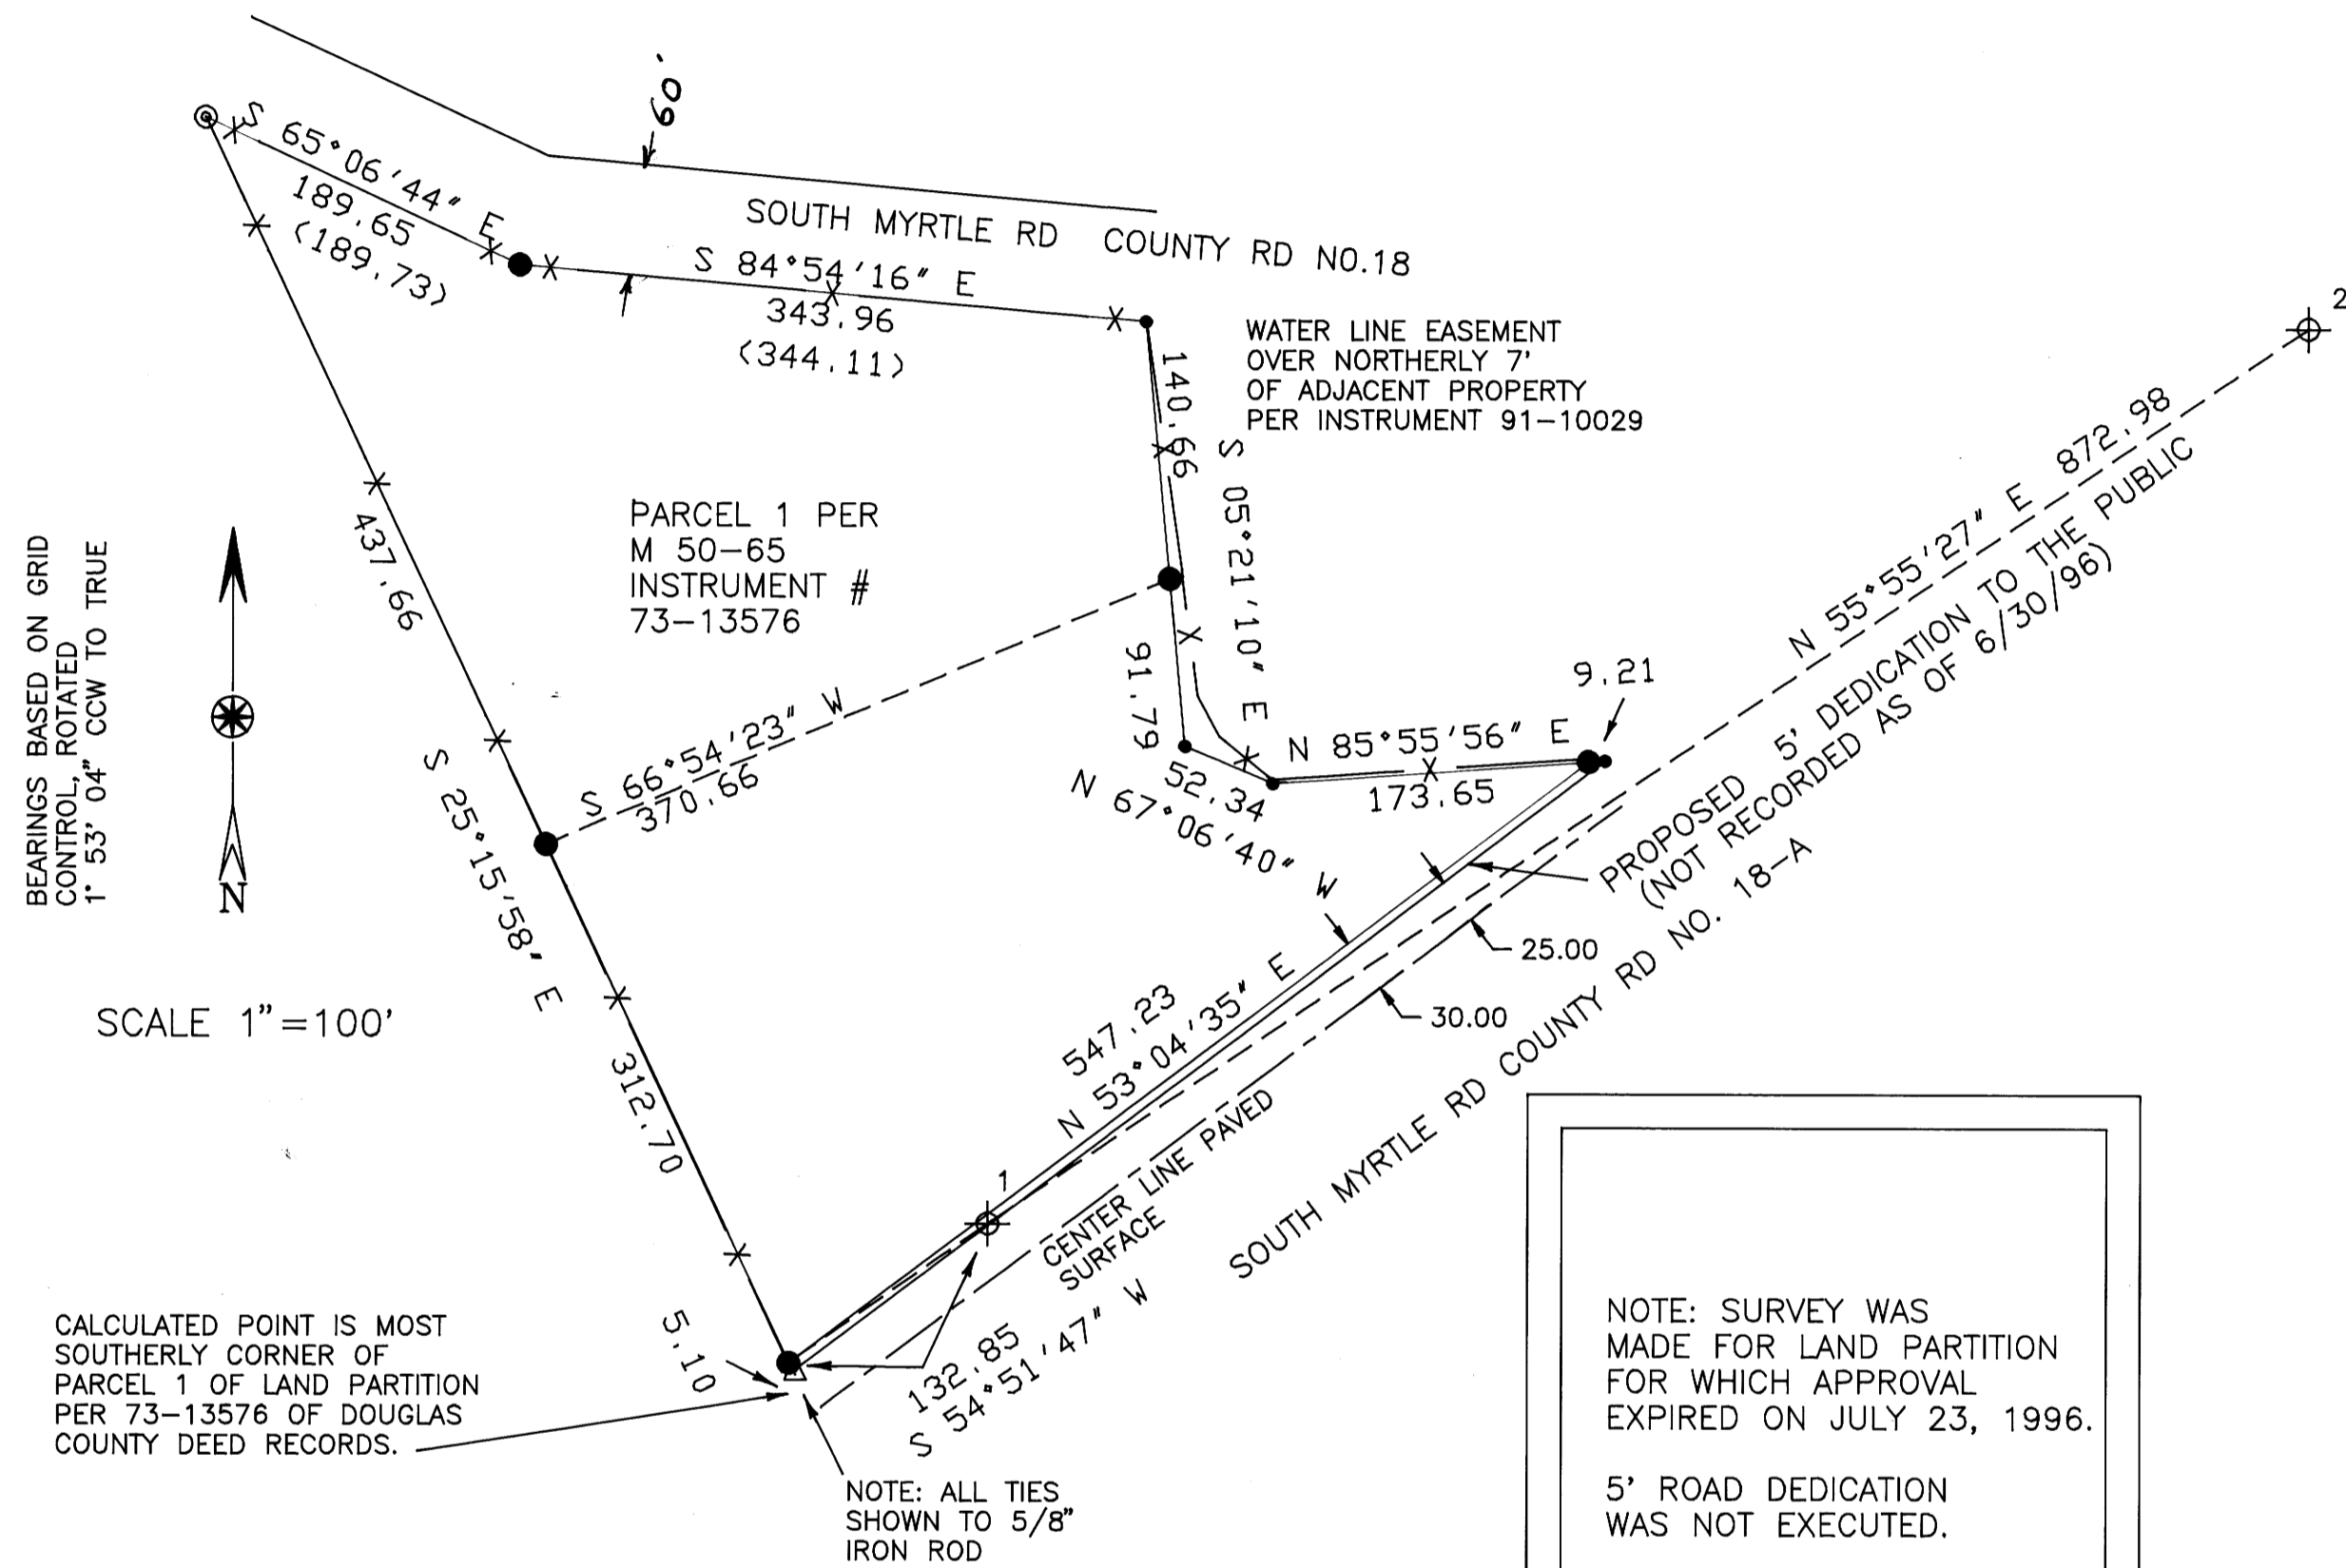 60'
S 65°06'44" E
189.65
(189.73)
SOUTH MYRTLE RD COUNTY RD NO.18
S 84°54'16" E
343.96
(344.11)
2
WATER LINE EASEMENT
OVER NORTHERLY 7'
OF ADJACENT PROPERTY
PER INSTRUMENT 91-10029
140.66
S 05°21'10" E
437.66
PARCEL 1 PER
M 50-65
INSTRUMENT #
73-13576
BEARINGS BASED ON GRID
CONTROL, ROTATED
1° 53' 04" CCW TO TRUE
N
SCALE 1"=100'
N 55°55'27" E 872.98
PROPOSED 5' DEDICATION TO THE PUBLIC
(NOT RECORDED AS OF 6/30/96)
9.21
91.79
N 85°55'56" E
173.65
52.34
N 67°06'40" W
S 66°54'23" W
370.66
S 25°15'58" E
312.70
25.00
30.00
547.23
N 53°04'35" E
1
CENTER LINE PAVED
SURFACE
SOUTH MYRTLE RD COUNTY RD NO. 18-A
132.85
S 54°51'47" W
5.10
CALCULATED POINT IS MOST
SOUTHERLY CORNER OF
PARCEL 1 OF LAND PARTITION
PER 73-13576 OF DOUGLAS
COUNTY DEED RECORDS.
NOTE: ALL TIES
SHOWN TO 5/8"
IRON ROD
NOTE: SURVEY WAS
MADE FOR LAND PARTITION
FOR WHICH APPROVAL
EXPIRED ON JULY 23, 1996.
5' ROAD DEDICATION
WAS NOT EXECUTED.